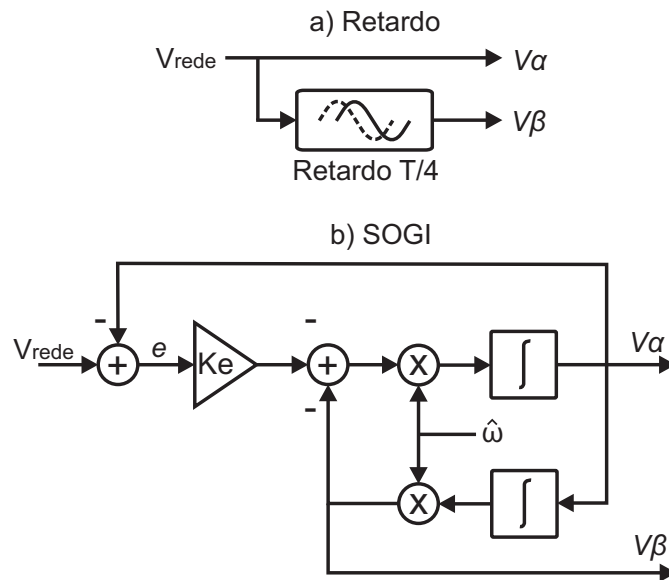 a) Retardo
Vrede
Vα
Vβ
Retardo T/4
b) SOGI
-
-
Vrede
+
e
Ke
+
x
∫
Vα
-
ω̂
x
∫
Vβ